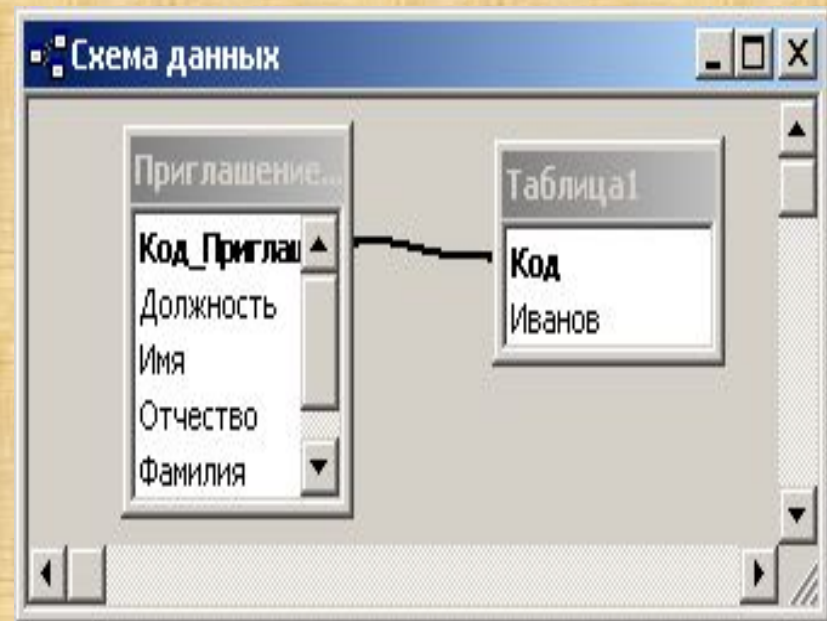 Схема данных
Приглашение...
Код_Приглаш
Должность
Имя
Отчество
Фамилия
Таблица1
Код
Иванов